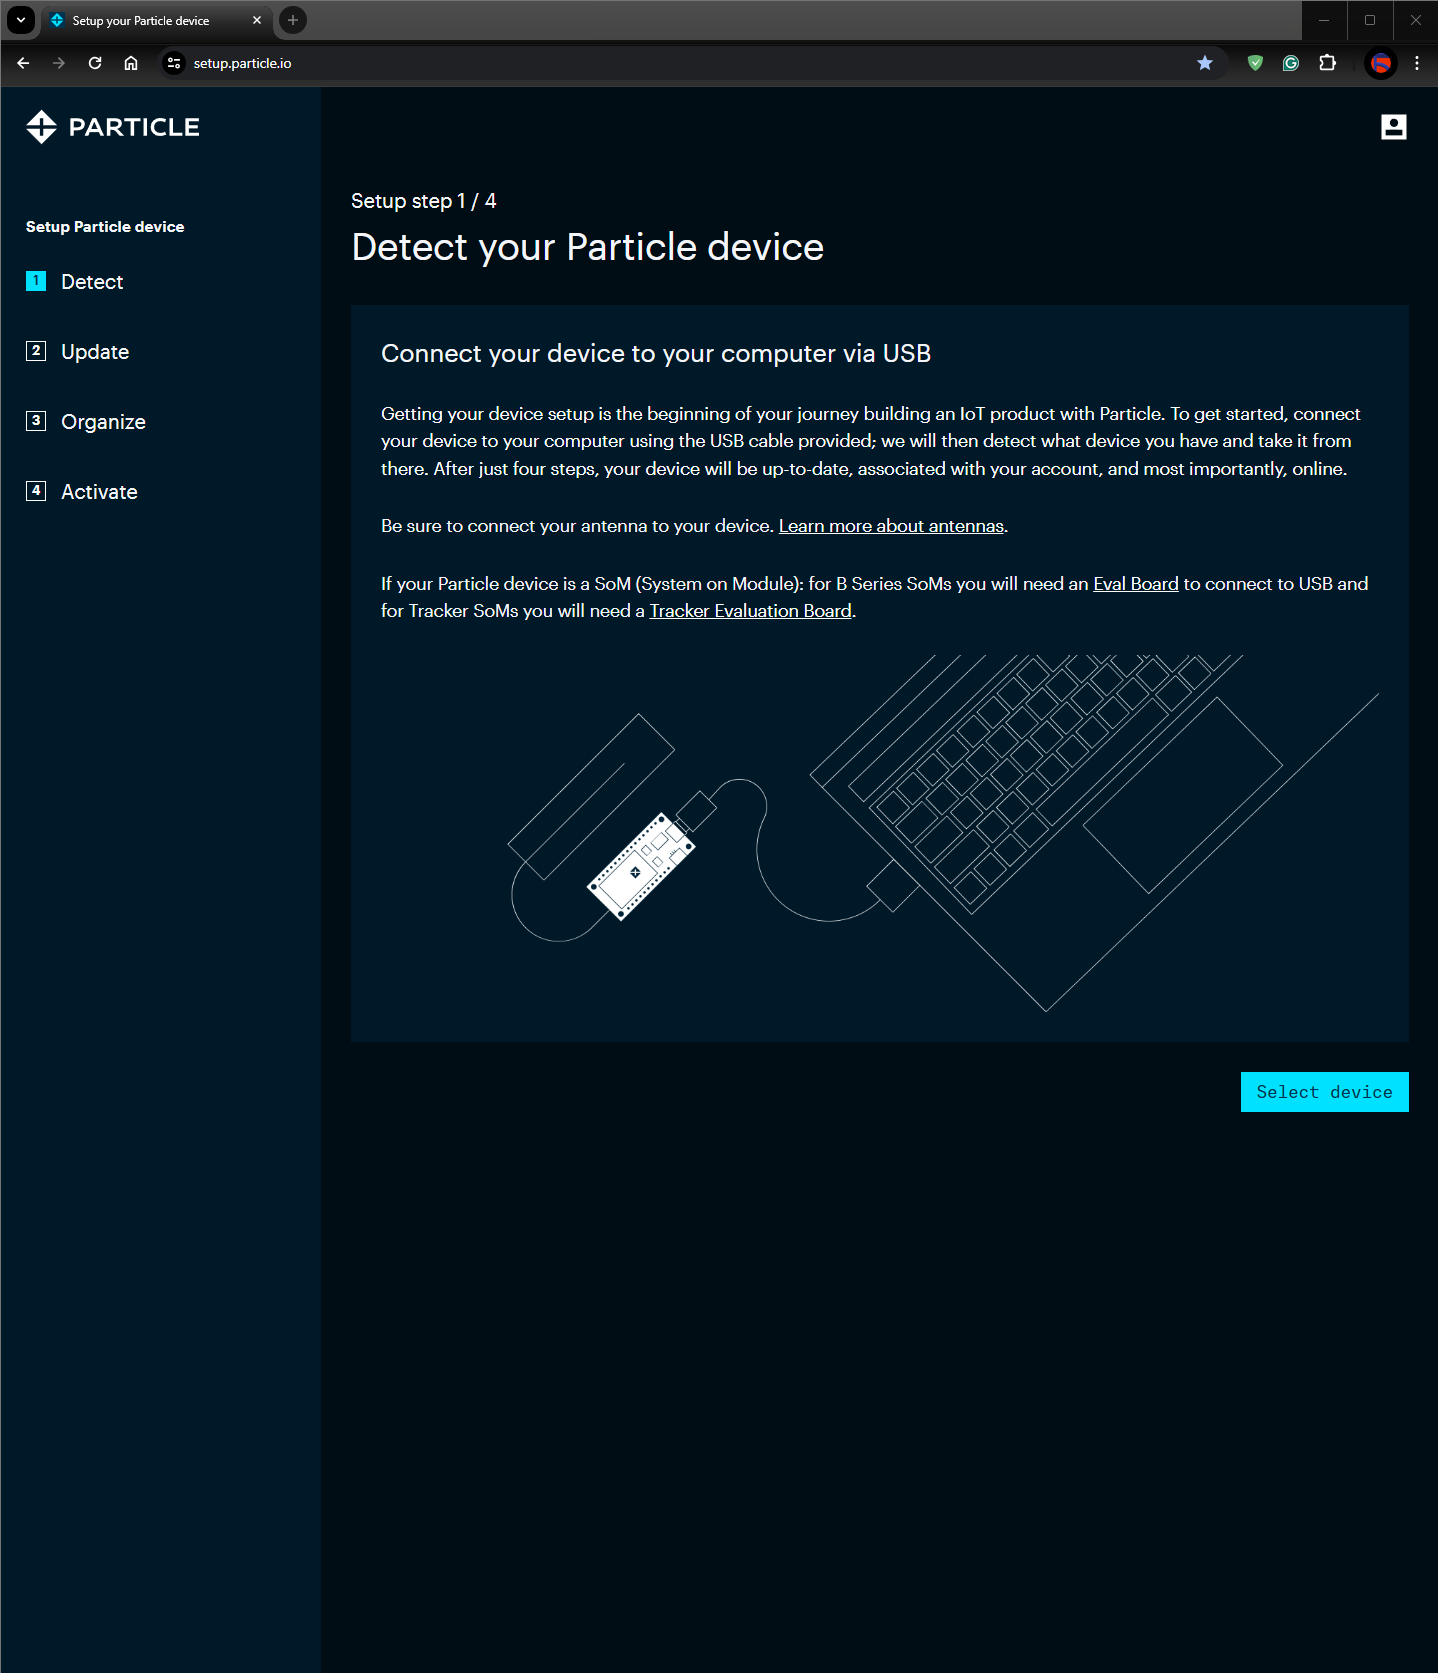 Setup your Particle device
setup.particle.io
PARTICLE
Setup Particle device
1 Detect
2 Update
3 Organize
4 Activate
Setup step 1 / 4
Detect your Particle device
Connect your device to your computer via USB
Getting your device setup is the beginning of your journey building an IoT product with Particle. To get started, connect
your device to your computer using the USB cable provided; we will then detect what device you have and take it from
there. After just four steps, your device will be up-to-date, associated with your account, and most importantly, online.
Be sure to connect your antenna to your device. Learn more about antennas.
If your Particle device is a SoM (System on Module): for B Series SoMs you will need an Eval Board to connect to USB and
for Tracker SoMs you will need a Tracker Evaluation Board.
Select device